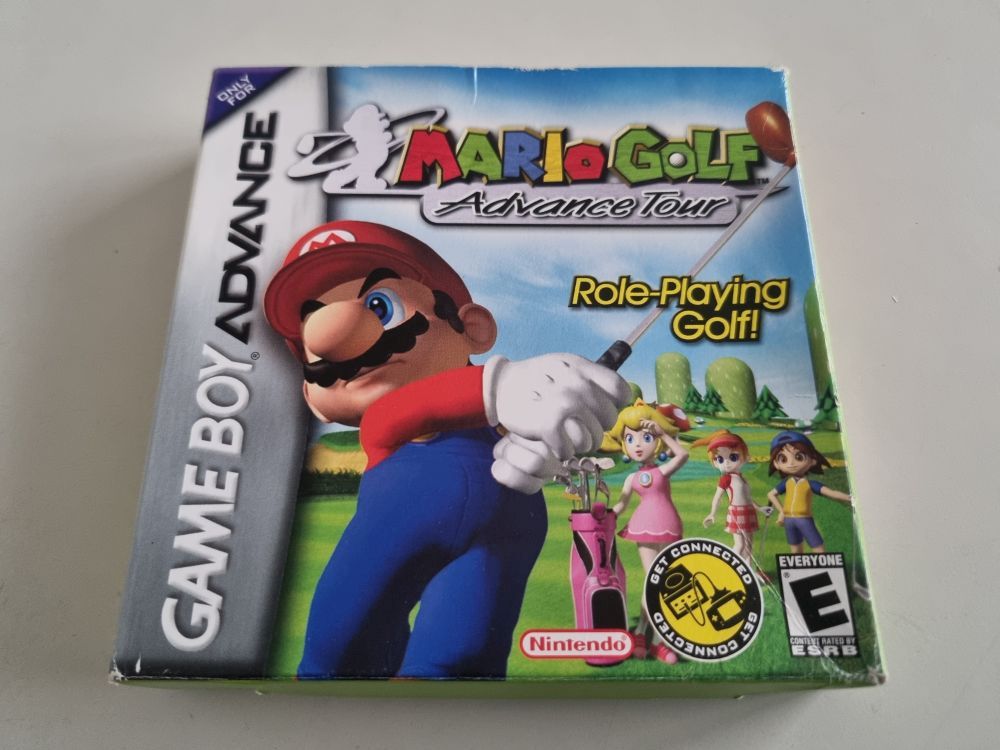 ONLY
FOR
GAME BOY ADVANCE
®
MARIO GOLF
TM
Advance Tour
Role-Playing
Golf!
M
GET CONNECTED
GET CONNECTED
Nintendo
®
EVERYONE
E
®
CONTENT RATED BY
ESRB